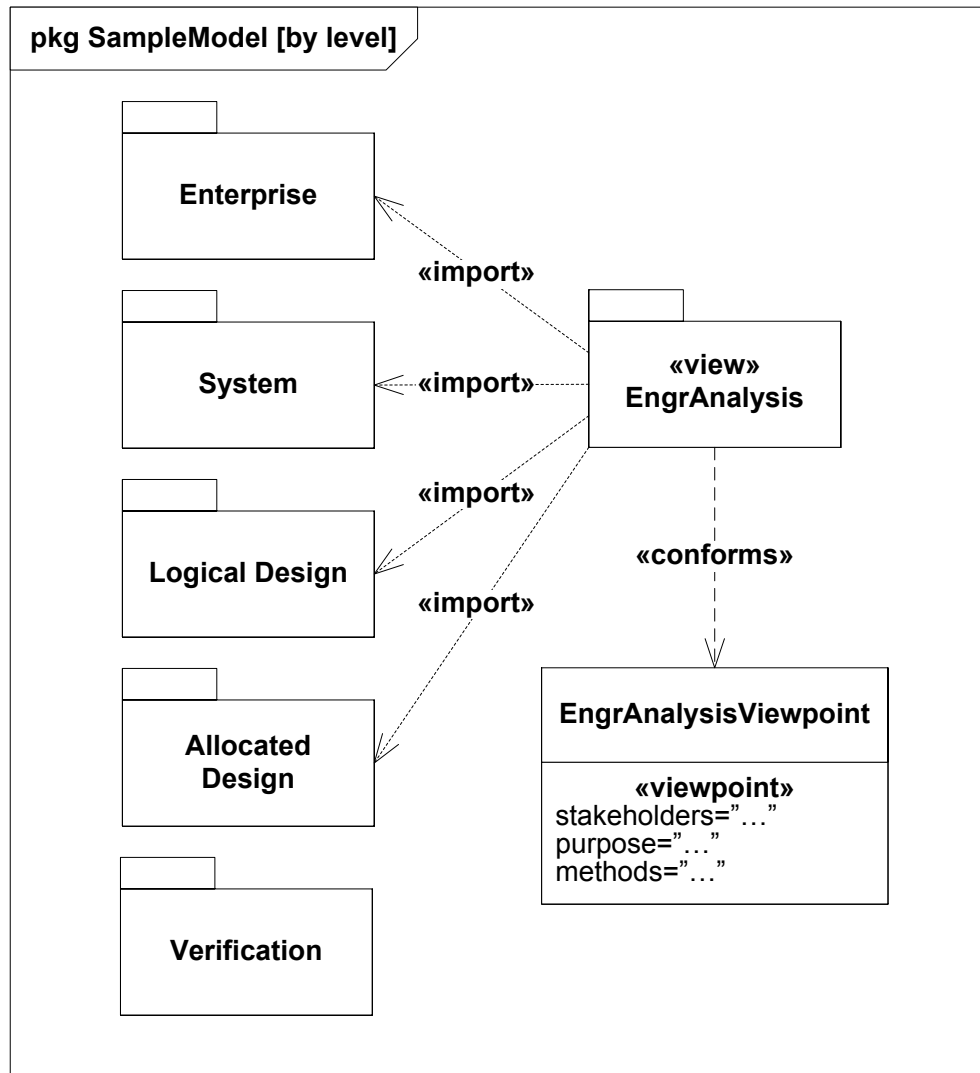 pkg SampleModel [by level]
Enterprise
«import»
System
«import»
«view»
EngrAnalysis
«import»
Logical Design
«conforms»
«import»
Allocated
Design
EngrAnalysisViewpoint
«viewpoint»
stakeholders=”…”
purpose=”…”
methods=”…”
Verification